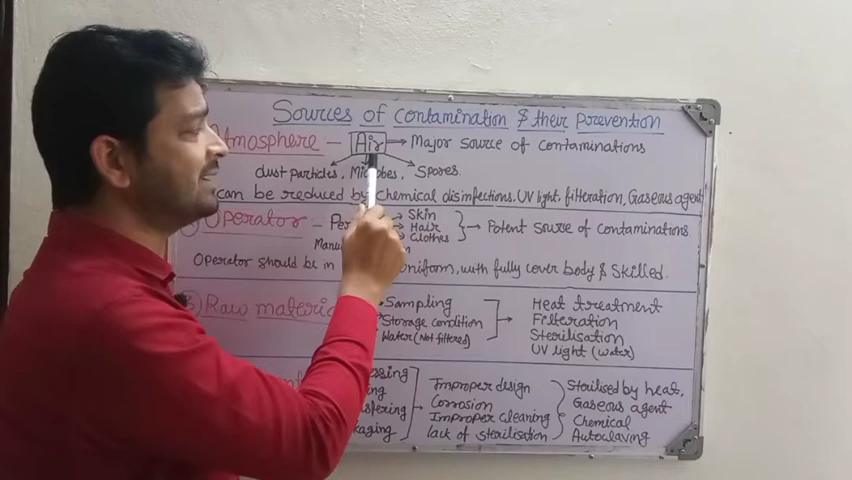 Sources of contamination & their prevention
Atmosphere - Air → Major source of contaminations
dust particles, Microbes, Spores.
can be reduced by chemical disinfections. UV light. filteration, Gaseous agent
Operator - Skin
Hair
Clothes
→ Potent source of contaminations
Operator should be in uniform, with fully cover body & skilled.
③ Raw
Sampling
Storage condition
Water (Not filtered)
→ Heat treatment
Filteration
Sterilisation
UV light (water)
Improper design
Corrosion
Improper cleaning
lack of sterilisation
Sterilised by heat,
Gaseous agent
Chemical
Autoclaving